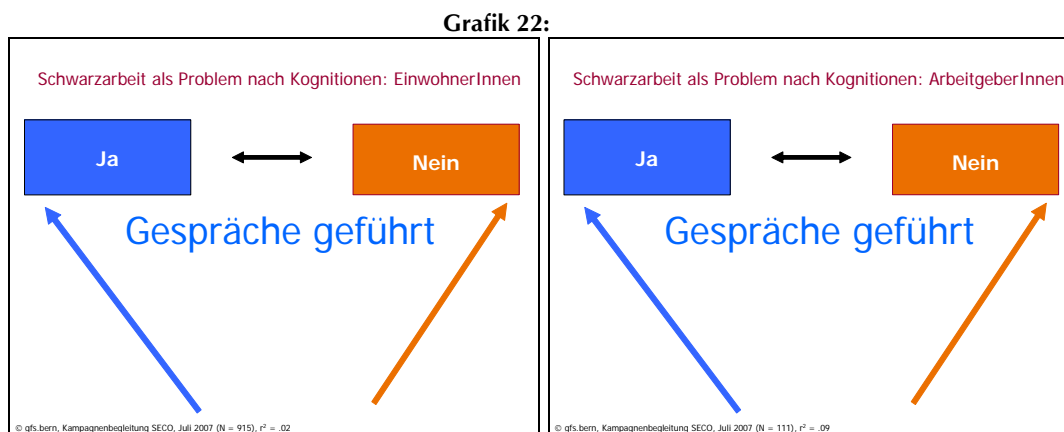 Grafik 22:
Schwarzarbeit als Problem nach Kognitionen: EinwohnerInnen
Ja
Nein
Gespräche geführt
© gfs.bern, Kampagnenbegleitung SECO, Juli 2007 (N = 915), r² = .02
Schwarzarbeit als Problem nach Kognitionen: ArbeitgeberInnen
Ja
Nein
Gespräche geführt
© gfs.bern, Kampagnenbegleitung SECO, Juli 2007 (N = 111), r² = .09